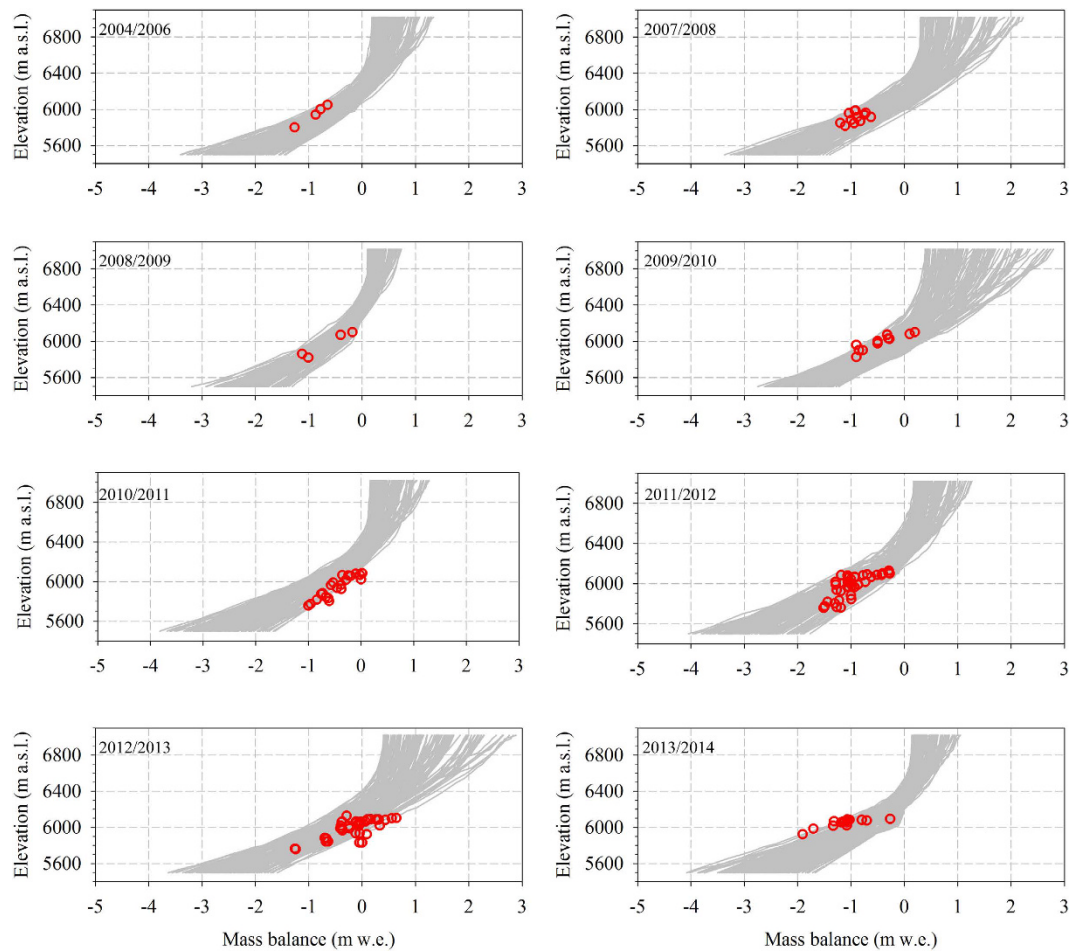 2004/2006
Elevation (m a.s.l.)
6800
6400
6000
5600
-5 -4 -3 -2 -1 0 1 2 3
2007/2008
Elevation (m a.s.l.)
6800
6400
6000
5600
-5 -4 -3 -2 -1 0 1 2 3
2008/2009
Elevation (m a.s.l.)
6800
6400
6000
5600
-5 -4 -3 -2 -1 0 1 2 3
2009/2010
Elevation (m a.s.l.)
6800
6400
6000
5600
-5 -4 -3 -2 -1 0 1 2 3
2010/2011
Elevation (m a.s.l.)
6800
6400
6000
5600
-5 -4 -3 -2 -1 0 1 2 3
2011/2012
Elevation (m a.s.l.)
6800
6400
6000
5600
-5 -4 -3 -2 -1 0 1 2 3
2012/2013
Elevation (m a.s.l.)
6800
6400
6000
5600
-5 -4 -3 -2 -1 0 1 2 3
Mass balance (m w.e.)
2013/2014
Elevation (m a.s.l.)
6800
6400
6000
5600
-5 -4 -3 -2 -1 0 1 2 3
Mass balance (m w.e.)